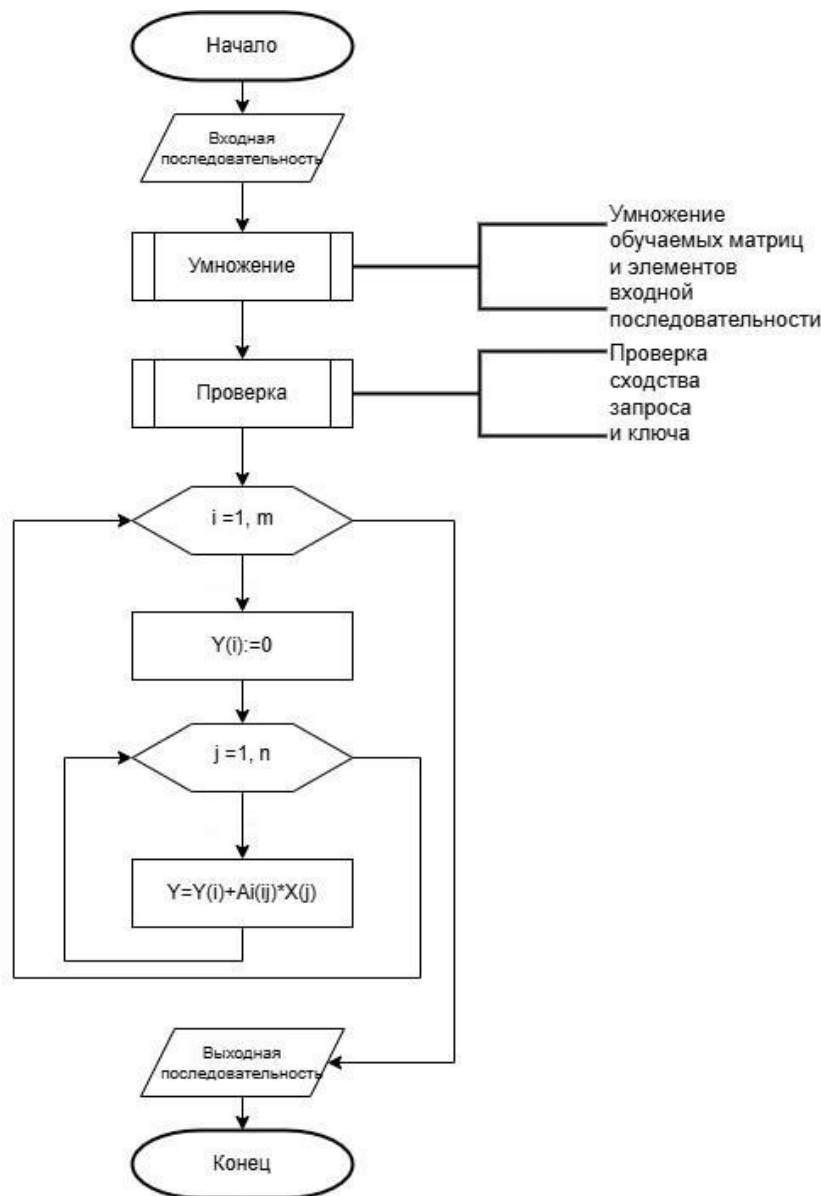 Начало
Входная
последовательность
Умножение
Умножение
обучаемых матриц
и элементов
входной
последовательности
Проверка
Проверка
сходства
запроса
и ключа
i =1, m
Y(i):=0
j =1, n
Y=Y(i)+Ai(ij)*X(j)
Выходная
последовательность
Конец